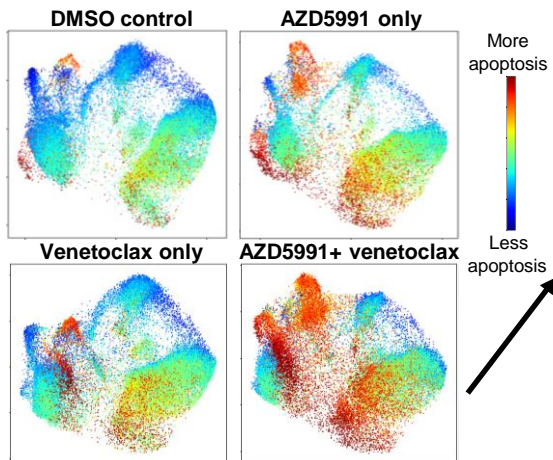 DMSO control
AZD5991 only
More
apoptosis
Less
apoptosis
Venetoclax only
AZD5991+ venetoclax